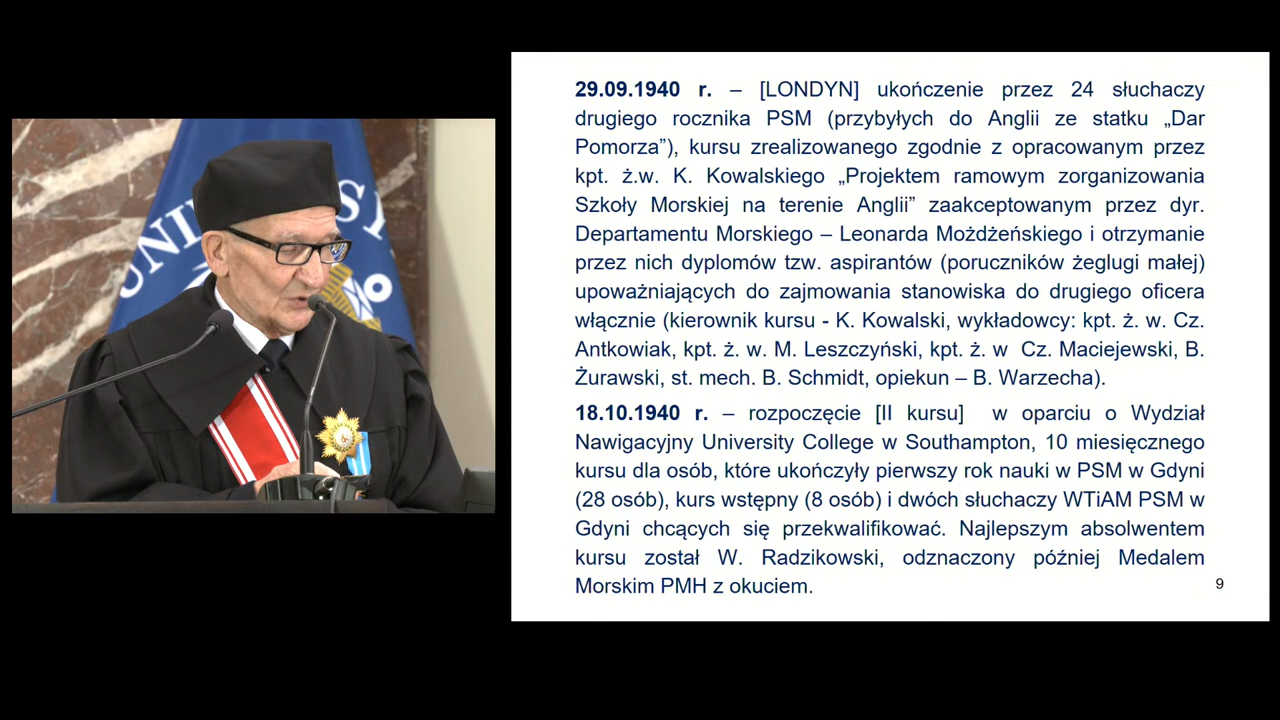 UNI
SY
29.09.1940 r. – [LONDYN] ukończenie przez 24 słuchaczy
drugiego rocznika PSM (przybyłych do Anglii ze statku „Dar
Pomorza”), kursu zrealizowanego zgodnie z opracowanym przez
kpt. ż.w. K. Kowalskiego „Projektem ramowym zorganizowania
Szkoły Morskiej na terenie Anglii” zaakceptowanym przez dyr.
Departamentu Morskiego – Leonarda Możdżeńskiego i otrzymanie
przez nich dyplomów tzw. aspirantów (poruczników żeglugi małej)
upoważniających do zajmowania stanowiska do drugiego oficera
włącznie (kierownik kursu - K. Kowalski, wykładowcy: kpt. ż. w. Cz.
Antkowiak, kpt. ż. w. M. Leszczyński, kpt. ż. w Cz. Maciejewski, B.
Żurawski, st. mech. B. Schmidt, opiekun – B. Warzecha).
18.10.1940 r. – rozpoczęcie [II kursu] w oparciu o Wydział
Nawigacyjny University College w Southampton, 10 miesięcznego
kursu dla osób, które ukończyły pierwszy rok nauki w PSM w Gdyni
(28 osób), kurs wstępny (8 osób) i dwóch słuchaczy WTiAM PSM w
Gdyni chcących się przekwalifikować. Najlepszym absolwentem
kursu został W. Radzikowski, odznaczony później Medalem
Morskim PMH z okuciem.
9